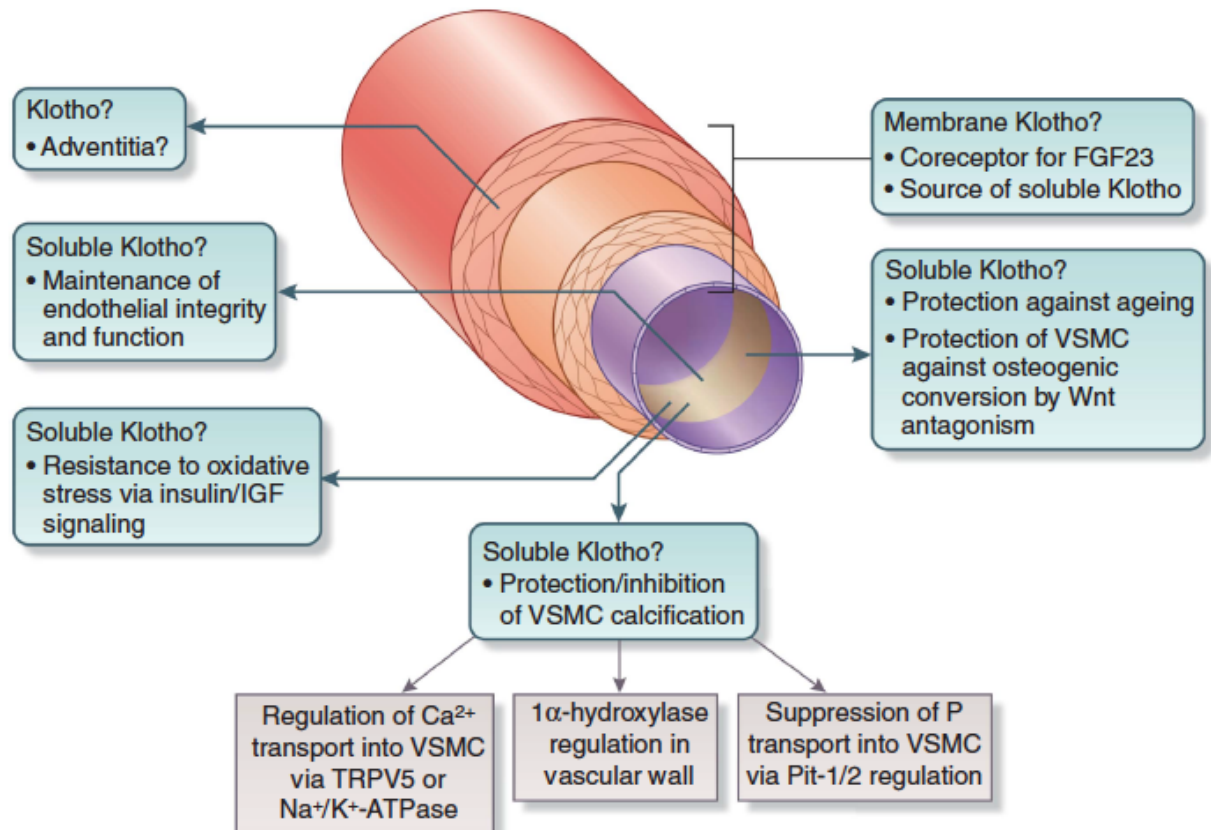 Klotho?
• Adventitia?
Soluble Klotho?
• Maintenance of
endothelial integrity
and function
Soluble Klotho?
• Resistance to oxidative
stress via insulin/IGF
signaling
Membrane Klotho?
• Coreceptor for FGF23
• Source of soluble Klotho
Soluble Klotho?
• Protection against ageing
• Protection of VSMC
against osteogenic
conversion by Wnt
antagonism
Soluble Klotho?
• Protection/inhibition
of VSMC calcification
Regulation of Ca²⁺
transport into VSMC
via TRPV5 or
Na⁺/K⁺-ATPase
1α-hydroxylase
regulation in
vascular wall
Suppression of P
transport into VSMC
via Pit-1/2 regulation